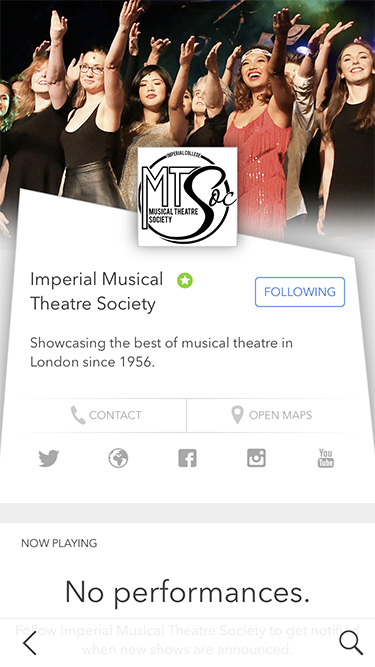 IMPERIAL COLLEGE
MTSoc
MUSICAL THEATRE
SOCIETY
Imperial Musical
Theatre Society
FOLLOWING
Showcasing the best of musical theatre in
London since 1956.
CONTACT
OPEN MAPS
You
Tube
NOW PLAYING
No performances.
Follow Imperial Musical Theatre Society to get notified
when new shows are announced.